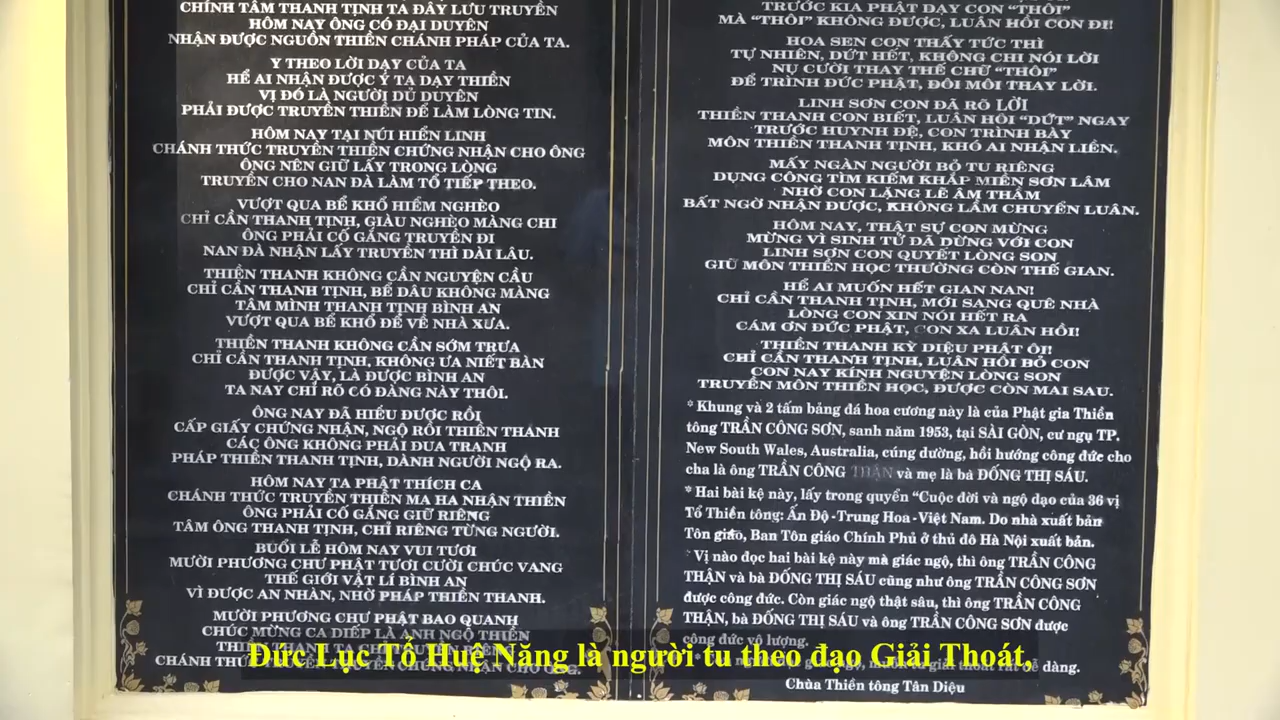 CHÍNH TÂM THANH TỊNH TA ĐÂY LƯU TRUYỀN
HÔM NAY ÔNG CÓ ĐẠI DUYÊN
NHẬN ĐƯỢC NGUỒN THIỀN CHÁNH PHÁP CỦA TA.
Y THEO LỜI DẠY CỦA TA
HỄ AI NHẬN ĐƯỢC Ý TA DẠY THIỀN
VỊ ĐÓ LÀ NGƯỜI ĐỦ DUYÊN
PHẢI ĐƯỢC TRUYỀN THIỀN ĐỂ LÀM LÒNG TIN.
HÔM NAY TẠI NÚI HIỂN LINH
CHÁNH THỨC TRUYỀN THIỀN CHỨNG NHẬN CHO ÔNG
ÔNG NÊN GIỮ LẤY TRONG LÒNG
TRUYỀN CHO NAN ĐÀ LÀM TỔ TIẾP THEO.
VƯỢT QUA BỂ KHỔ HIỂM NGHÈO
CHỈ CẦN THANH TỊNH, GIÀU NGHÈO MÀNG CHI
ÔNG PHẢI CỐ GẮNG TRUYỀN ĐI
NAN ĐÀ NHẬN LẤY TRUYỀN THÌ DÀI LÂU.
THIỀN THANH KHÔNG CẦN NGUYỆN CẦU
CHỈ CẦN THANH TỊNH, BỂ DÂU KHÔNG MÀNG
TÂM MÌNH THANH TỊNH BÌNH AN
VƯỢT QUA BỂ KHỔ ĐỂ VỀ NHÀ XƯA.
THIỀN THANH KHÔNG CẦN SỚM TRƯA
CHỈ CẦN THANH TỊNH, KHÔNG ƯA NIẾT BÀN
ĐƯỢC VẬY, LÀ ĐƯỢC BÌNH AN
TA NAY CHỈ RÕ CÓ ĐÀNG NÀY THÔI.
ÔNG NAY ĐÃ HIỂU ĐƯỢC RỒI
CẤP GIẤY CHỨNG NHẬN, NGỘ RỒI THIỀN THANH
CÁC ÔNG KHÔNG PHẢI ĐUA TRANH
PHÁP THIỀN THANH TỊNH, DÀNH NGƯỜI NGỘ RA.
HÔM NAY TA PHẬT THÍCH CA
CHÁNH THỨC TRUYỀN THIỀN MA HA NHẬN THIỀN
ÔNG PHẢI CỐ GẮNG GIỮ RIÊNG
TÂM ÔNG THANH TỊNH, CHỈ RIÊNG TỪNG NGƯỜI.
BUỔI LỄ HÔM NAY VUI TƯƠI
MƯỜI PHƯƠNG CHƯ PHẬT TƯƠI CƯỜI CHÚC VANG
THẾ GIỚI VẬT LÍ BÌNH AN
VÌ ĐƯỢC AN NHÀN, NHỜ PHÁP THIỀN THANH.
MƯỜI PHƯƠNG CHƯ PHẬT BAO QUANH
CHÚC MỪNG CA DIẾP LÀ ANH NGỘ THIỀN
CHÁNH
TRƯỚC KIA PHẬT DẠY CON “THÔI”
MÀ “THÔI” KHÔNG ĐƯỢC, LUÂN HỒI CON ĐI!
HOA SEN CON THẤY TỨC THÌ
TỰ NHIÊN, DỨT HẾT, KHÔNG CHI NÓI LỜI
NỤ CƯỜI THAY THẾ CHỮ “THÔI”
ĐỂ TRÌNH ĐỨC PHẬT, ĐÔI MÔI THAY LỜI.
LINH SƠN CON ĐÃ RÕ LỜI
THIỀN THANH CON BIẾT, LUÂN HỒI “DỨT” NGAY
TRƯỚC HUYNH ĐỆ, CON TRÌNH BÀY
MÔN THIỀN THANH TỊNH, KHÓ AI NHẬN LIỀN.
MẤY NGÀN NGƯỜI BỎ TU RIÊNG
DỤNG CÔNG TÌM KIẾM KHẮP MIỀN SƠN LÂM
NHỜ CON LẶNG LẼ ÂM THẦM
BẤT NGỜ NHẬN ĐƯỢC, KHÔNG LẦM CHUYỂN LUÂN.
HÔM NAY, THẬT SỰ CON MỪNG
MỪNG VÌ SINH TỬ ĐÃ DỪNG VỚI CON
LINH SƠN CON QUYẾT LÒNG SON
GIỮ MÔN THIỀN HỌC THƯỜNG CÒN THẾ GIAN.
HỄ AI MUỐN HẾT GIAN NAN!
CHỈ CẦN THANH TỊNH, MỚI SANG QUÊ NHÀ
LÒNG CON XIN NÓI HẾT RA
CÁM ƠN ĐỨC PHẬT, CON XA LUÂN HỒI!
THIỀN THANH KỲ DIỆU PHẬT ÔI!
CHỈ CẦN THANH TỊNH, LUÂN HỒI BỎ CON
CON NAY KÍNH NGUYỆN LÒNG SON
TRUYỀN MÔN THIỀN HỌC, ĐƯỢC CÒN MAI SAU.
* Khung và 2 tấm bảng đá hoa cương này là của Phật gia Thiền
tông TRẦN CÔNG SƠN, sanh năm 1953, tại SÀI GÒN, cư ngụ TP.
New South Wales, Australia, cúng dường, hồi hướng công đức cho
cha là ông TRẦN CÔNG THẬN và mẹ là bà ĐỐNG THỊ SÁU.
* Hai bài kệ này, lấy trong quyển “Cuộc đời và ngộ đạo của 36 vị
Tổ Thiền tông: Ấn Độ -Trung Hoa -Việt Nam. Do nhà xuất bản
Tôn giáo, Ban Tôn giáo Chính Phủ ở thủ đô Hà Nội xuất bản.
* Vị nào đọc hai bài kệ này mà giác ngộ, thì ông TRẦN CÔNG
THẬN và bà ĐỐNG THỊ SÁU cũng như ông TRẦN CÔNG SƠN
được công đức. Còn giác ngộ thật sâu, thì ông TRẦN CÔNG
THẬN, bà ĐỐNG THỊ SÁU và ông TRẦN CÔNG SƠN được
công đức vô lượng.
dễ dàng.
Chùa Thiền tông Tân Diệu
Đức Lục Tổ Huệ Năng là người tu theo đạo Giải Thoát,